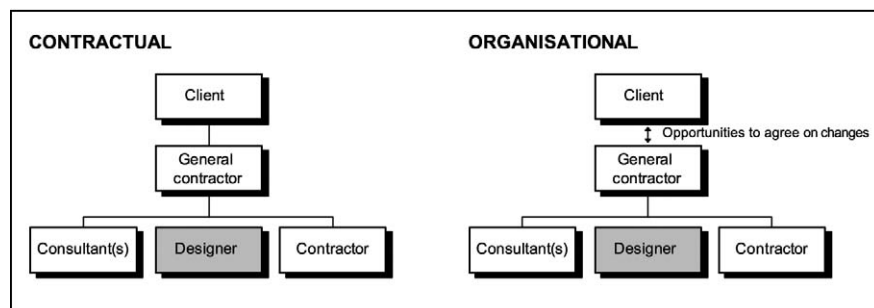 CONTRACTUAL
Client
General
contractor
Consultant(s)
Designer
Contractor
ORGANISATIONAL
Client
Opportunities to agree on changes
General
contractor
Consultant(s)
Designer
Contractor